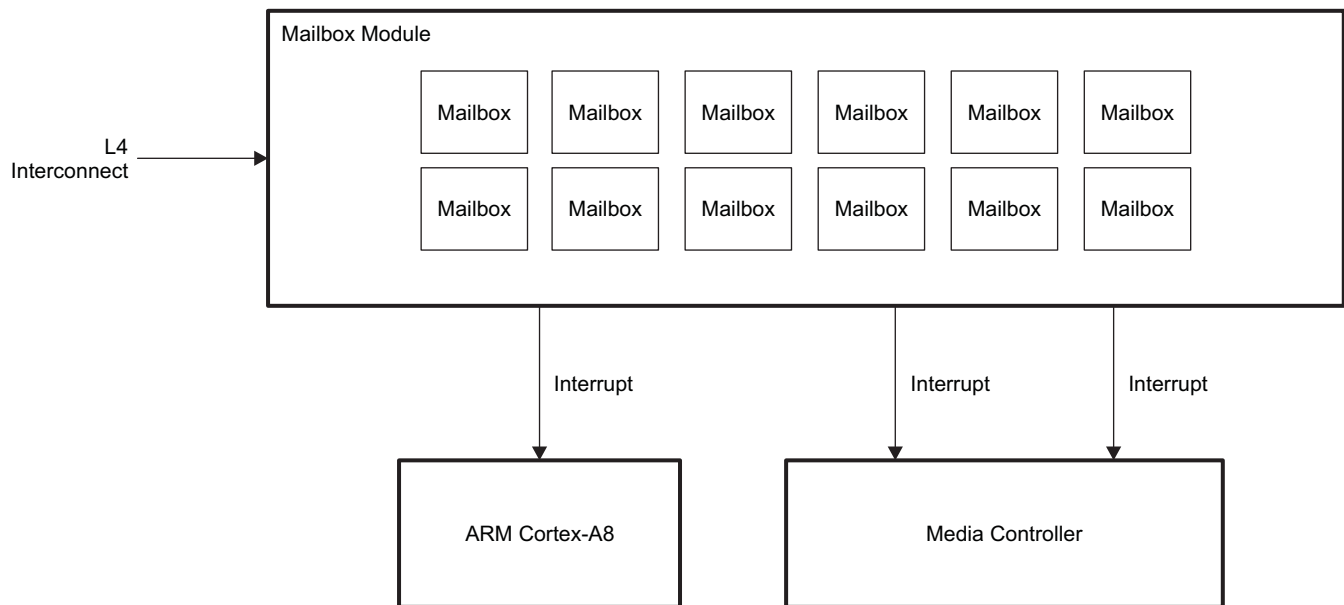 Mailbox Module
Mailbox Mailbox Mailbox Mailbox Mailbox Mailbox
L4
Interconnect
Mailbox Mailbox Mailbox Mailbox Mailbox Mailbox
Interrupt Interrupt Interrupt
ARM Cortex-A8 Media Controller